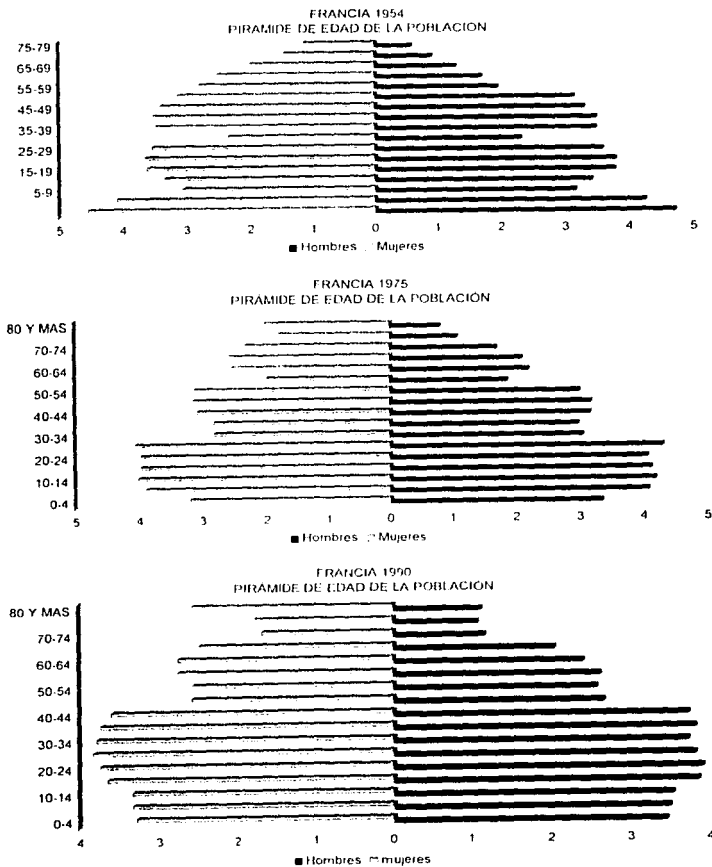 FRANCIA 1954
PIRAMIDE DE EDAD DE LA POBLACIÓN
75-79
65-69
55-59
45-49
35-39
25-29
15-19
5-9
5 4 3 2 1 0 1 2 3 4 5
Hombres Mujeres
FRANCIA 1975
PIRAMIDE DE EDAD DE LA POBLACIÓN
80 Y MAS
70-74
60-64
50-54
40-44
30-34
20-24
10-14
0-4
5 4 3 2 1 0 1 2 3 4 5
Hombres Mujeres
FRANCIA 1990
PIRAMIDE DE EDAD DE LA POBLACIÓN
80 Y MAS
70-74
60-64
50-54
40-44
30-34
20-24
10-14
0-4
4 3 2 1 0 1 2 3 4
Hombres mujeres